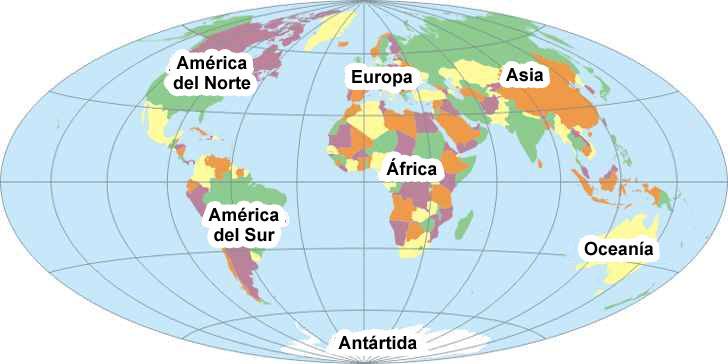 América
del Norte
Europa
Asia
África
América
del Sur
Oceanía
Antártida